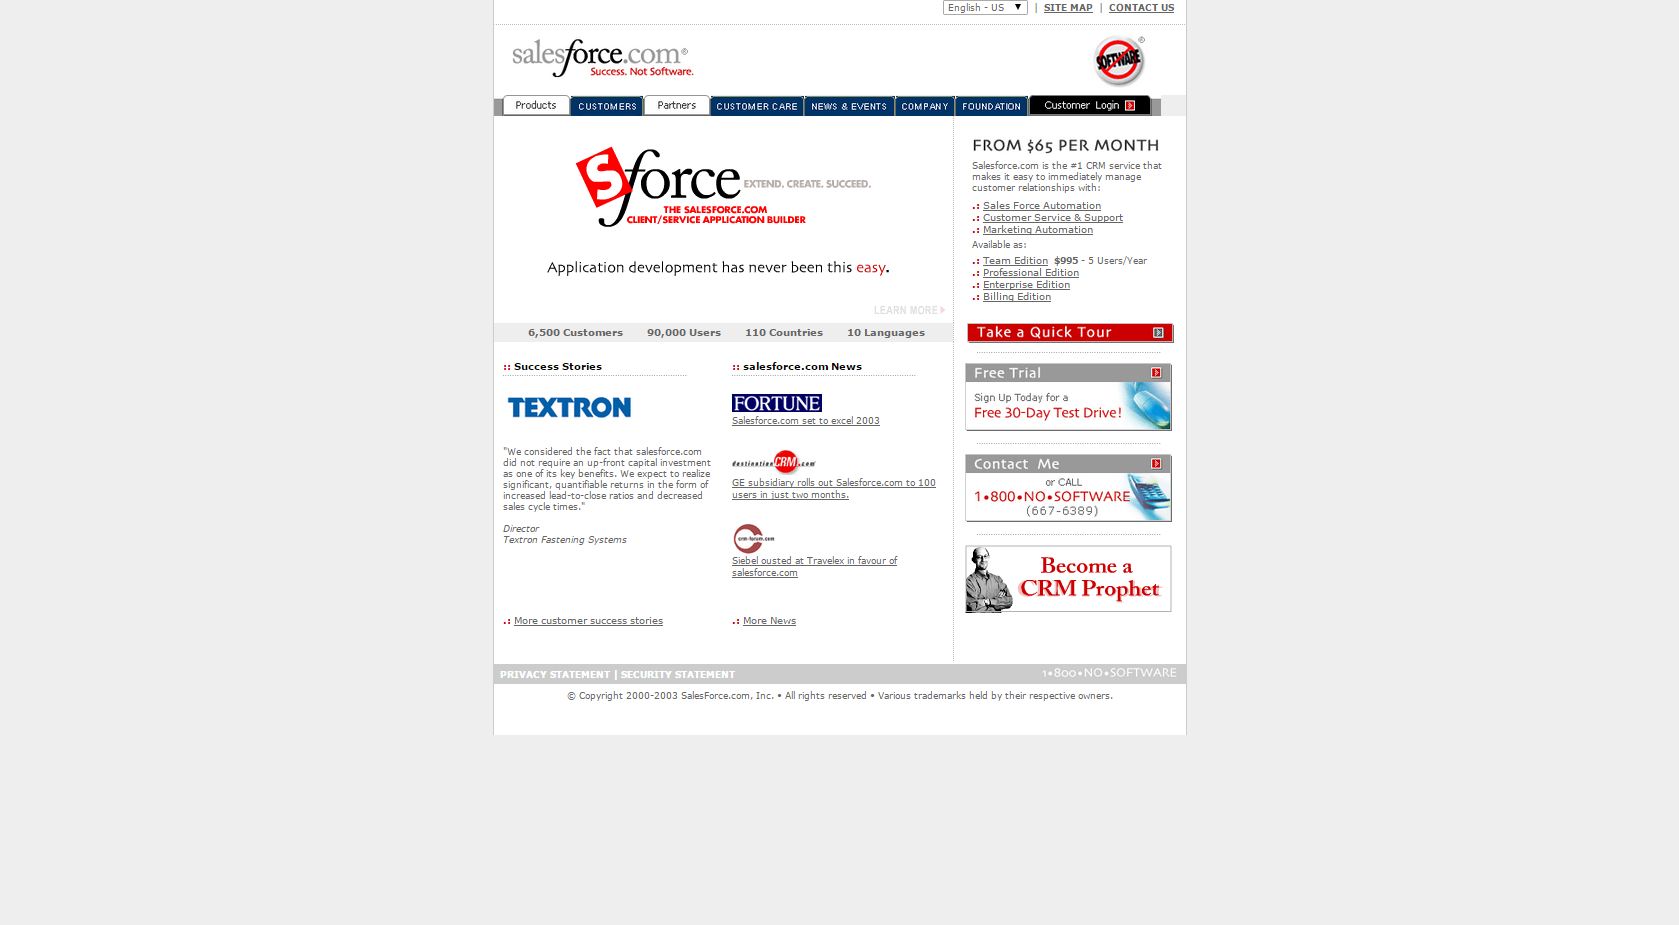 English - US ▼ | SITE MAP | CONTACT US
salesforce.com®
Success. Not Software.
SOFTWARE ®
Products CUSTOMERS Partners CUSTOMER CARE NEWS & EVENTS COMPANY FOUNDATION Customer Login
Sforce EXTEND. CREATE. SUCCEED.
THE SALESFORCE.COM
CLIENT/SERVICE APPLICATION BUILDER
Application development has never been this easy.
LEARN MORE
6,500 Customers 90,000 Users 110 Countries 10 Languages
:: Success Stories
TEXTRON
"We considered the fact that salesforce.com
did not require an up-front capital investment
as one of its key benefits. We expect to realize
significant, quantifiable returns in the form of
increased lead-to-close ratios and decreased
sales cycle times."
Director
Textron Fastening Systems
.: More customer success stories
:: salesforce.com News
FORTUNE
Salesforce.com set to excel 2003
destinationCRM.com
GE subsidiary rolls out Salesforce.com to 100
users in just two months.
crm-forum.com
Siebel ousted at Travelex in favour of
salesforce.com
.: More News
FROM $65 PER MONTH
Salesforce.com is the #1 CRM service that
makes it easy to immediately manage
customer relationships with:
.: Sales Force Automation
.: Customer Service & Support
.: Marketing Automation
Available as:
.: Team Edition $995 - 5 Users/Year
.: Professional Edition
.: Enterprise Edition
.: Billing Edition
Take a Quick Tour
Free Trial
Sign Up Today for a
Free 30-Day Test Drive!
Contact Me
or CALL
1•800•NO•SOFTWARE
(667-6389)
Become a
CRM Prophet
PRIVACY STATEMENT | SECURITY STATEMENT 1•800•NO•SOFTWARE
© Copyright 2000-2003 SalesForce.com, Inc. • All rights reserved • Various trademarks held by their respective owners.